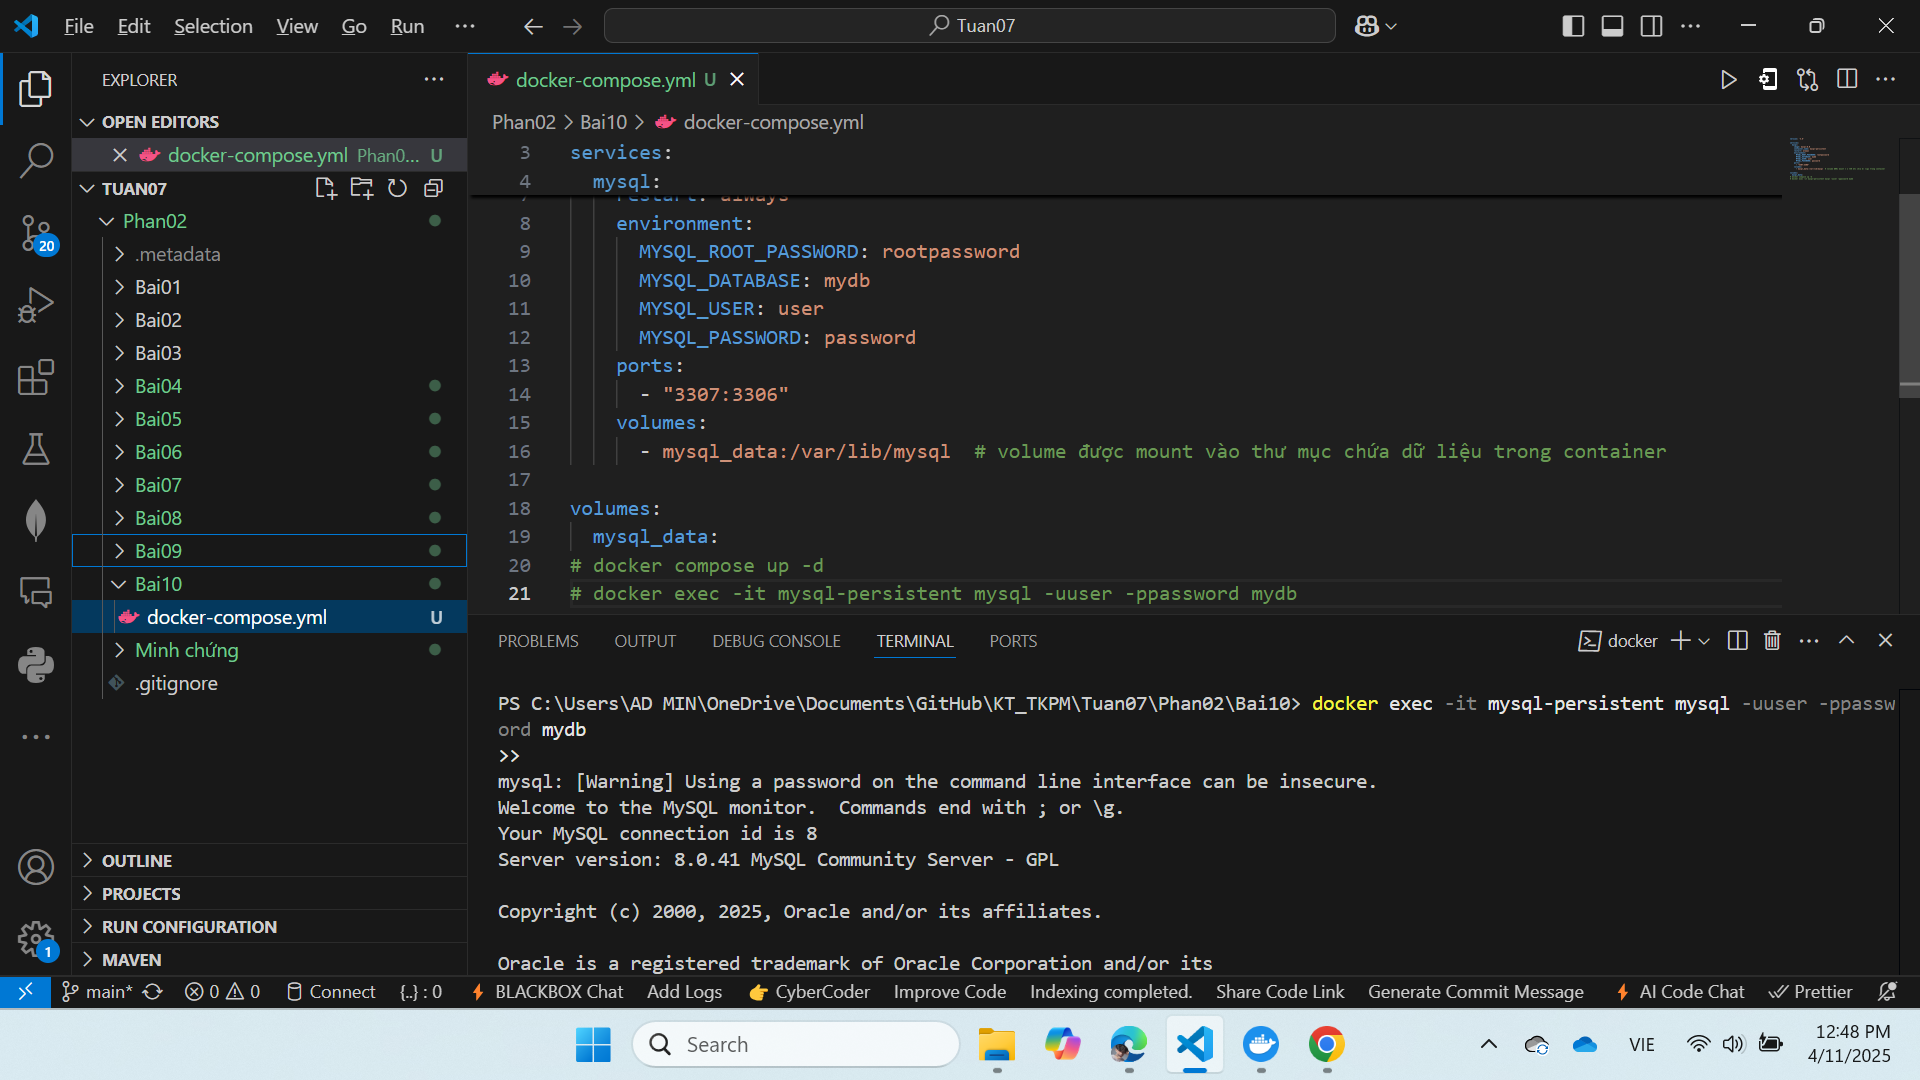 File Edit Selection View Go Run
Tuan07
EXPLORER
OPEN EDITORS
docker-compose.yml Phan0... U
TUAN07
Phan02
.metadata
Bai01
Bai02
Bai03
Bai04
Bai05
Bai06
Bai07
Bai08
Bai09
Bai10
docker-compose.yml U
Minh chứng
.gitignore
OUTLINE
PROJECTS
RUN CONFIGURATION
MAVEN
20
1
docker-compose.yml U
Phan02 > Bai10 > docker-compose.yml
3 services:
4 mysql:
8 environment:
9 MYSQL_ROOT_PASSWORD: rootpassword
10 MYSQL_DATABASE: mydb
11 MYSQL_USER: user
12 MYSQL_PASSWORD: password
13 ports:
14 - "3307:3306"
15 volumes:
16 - mysql_data:/var/lib/mysql # volume được mount vào thư mục chứa dữ liệu trong container
17
18 volumes:
19 mysql_data:
20 # docker compose up -d
21 # docker exec -it mysql-persistent mysql -uuser -ppassword mydb
PROBLEMS OUTPUT DEBUG CONSOLE TERMINAL PORTS
docker
PS C:\Users\AD MIN\OneDrive\Documents\GitHub\KT_TKPM\Tuan07\Phan02\Bai10> docker exec -it mysql-persistent mysql -uuser -ppassw
ord mydb
>>
mysql: [Warning] Using a password on the command line interface can be insecure.
Welcome to the MySQL monitor. Commands end with ; or \g.
Your MySQL connection id is 8
Server version: 8.0.41 MySQL Community Server - GPL
Copyright (c) 2000, 2025, Oracle and/or its affiliates.
Oracle is a registered trademark of Oracle Corporation and/or its
main* 0 0 Connect {..} : 0 BLACKBOX Chat Add Logs CyberCoder Improve Code Indexing completed. Share Code Link Generate Commit Message AI Code Chat Prettier
Search
VIE
12:48 PM
4/11/2025